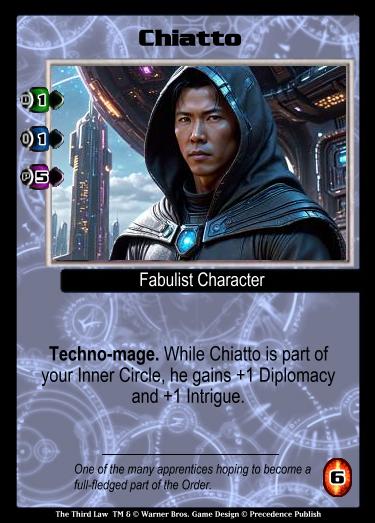 Chiatto
D 1
I 1
P 5
Fabulist Character
Techno-mage. While Chiatto is part of
your Inner Circle, he gains +1 Diplomacy
and +1 Intrigue.
One of the many apprentices hoping to become a
full-fledged part of the Order.
6
The Third Law TM & © Warner Bros. Game Design © Precedence Publish